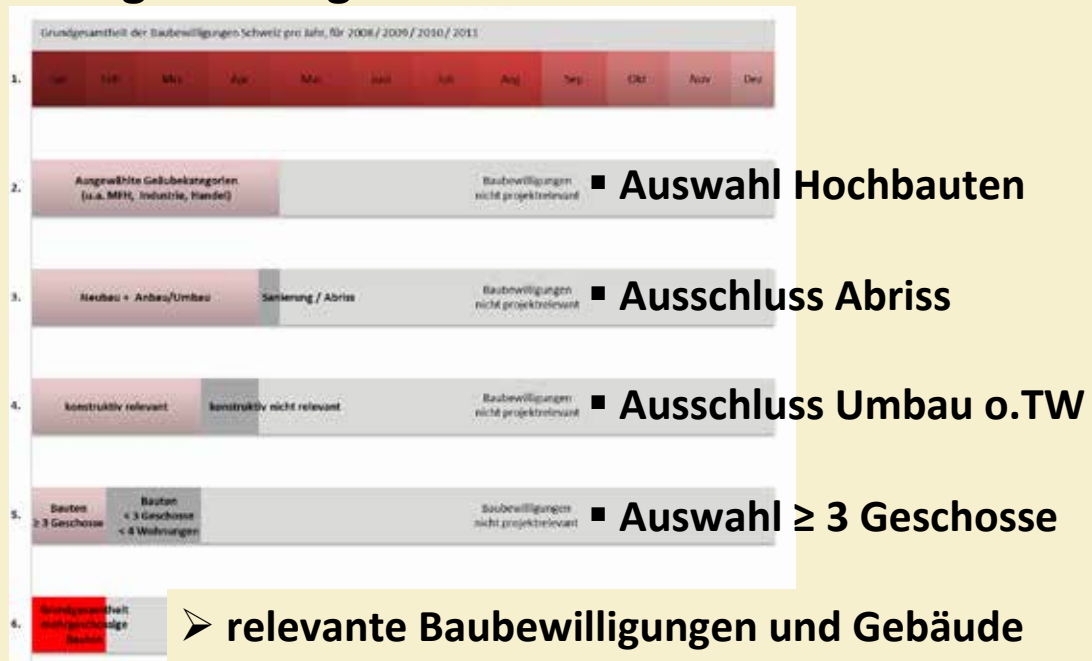 Grundgesamtheit der Baubewilligungen Schweiz pro Jahr, für 2008 / 2009 / 2010 / 2011
1. Jan Feb Mrz Apr Mai Juni Juli Aug Sep Okt Nov Dez
2. Ausgewählte Gebäubekategorien
(u.a. MFH, Industrie, Handel)
Baubewilligungen
nicht projektrelevant
▪ Auswahl Hochbauten
3. Neubau + Anbau/Umbau Sanierung / Abriss
Baubewilligungen
nicht projektrelevant
▪ Ausschluss Abriss
4. konstruktiv relevant konstruktiv nicht relevant
Baubewilligungen
nicht projektrelevant
▪ Ausschluss Umbau o.TW
5. Bauten
≥ 3 Geschosse
Bauten
< 3 Geschosse
< 4 Wohnungen
Baubewilligungen
nicht projektrelevant
▪ Auswahl ≥ 3 Geschosse
6. Grundgesamtheit
mehrgeschossige
Bauten
➢ relevante Baubewilligungen und Gebäude